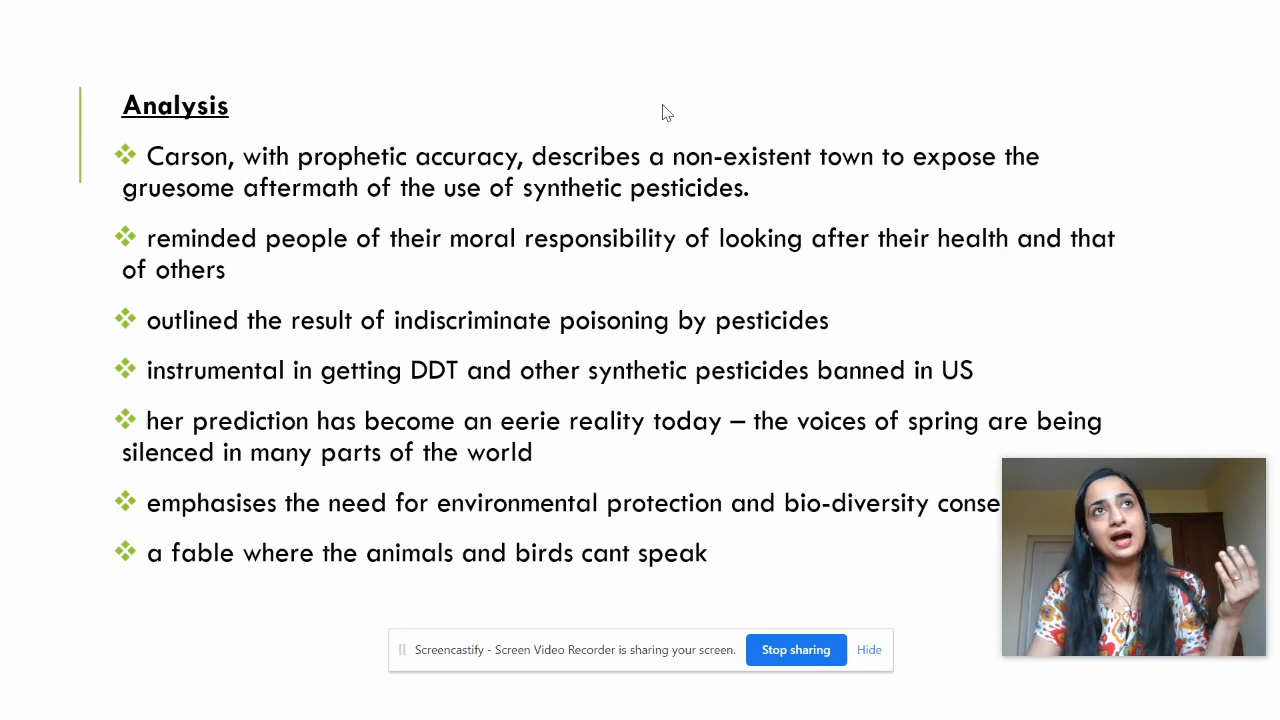 Analysis
Carson, with prophetic accuracy, describes a non-existent town to expose the
gruesome aftermath of the use of synthetic pesticides.
reminded people of their moral responsibility of looking after their health and that
of others
outlined the result of indiscriminate poisoning by pesticides
instrumental in getting DDT and other synthetic pesticides banned in US
her prediction has become an eerie reality today – the voices of spring are being
silenced in many parts of the world
emphasises the need for environmental protection and bio-diversity conse
a fable where the animals and birds cant speak
Screencastify - Screen Video Recorder is sharing your screen. Stop sharing Hide